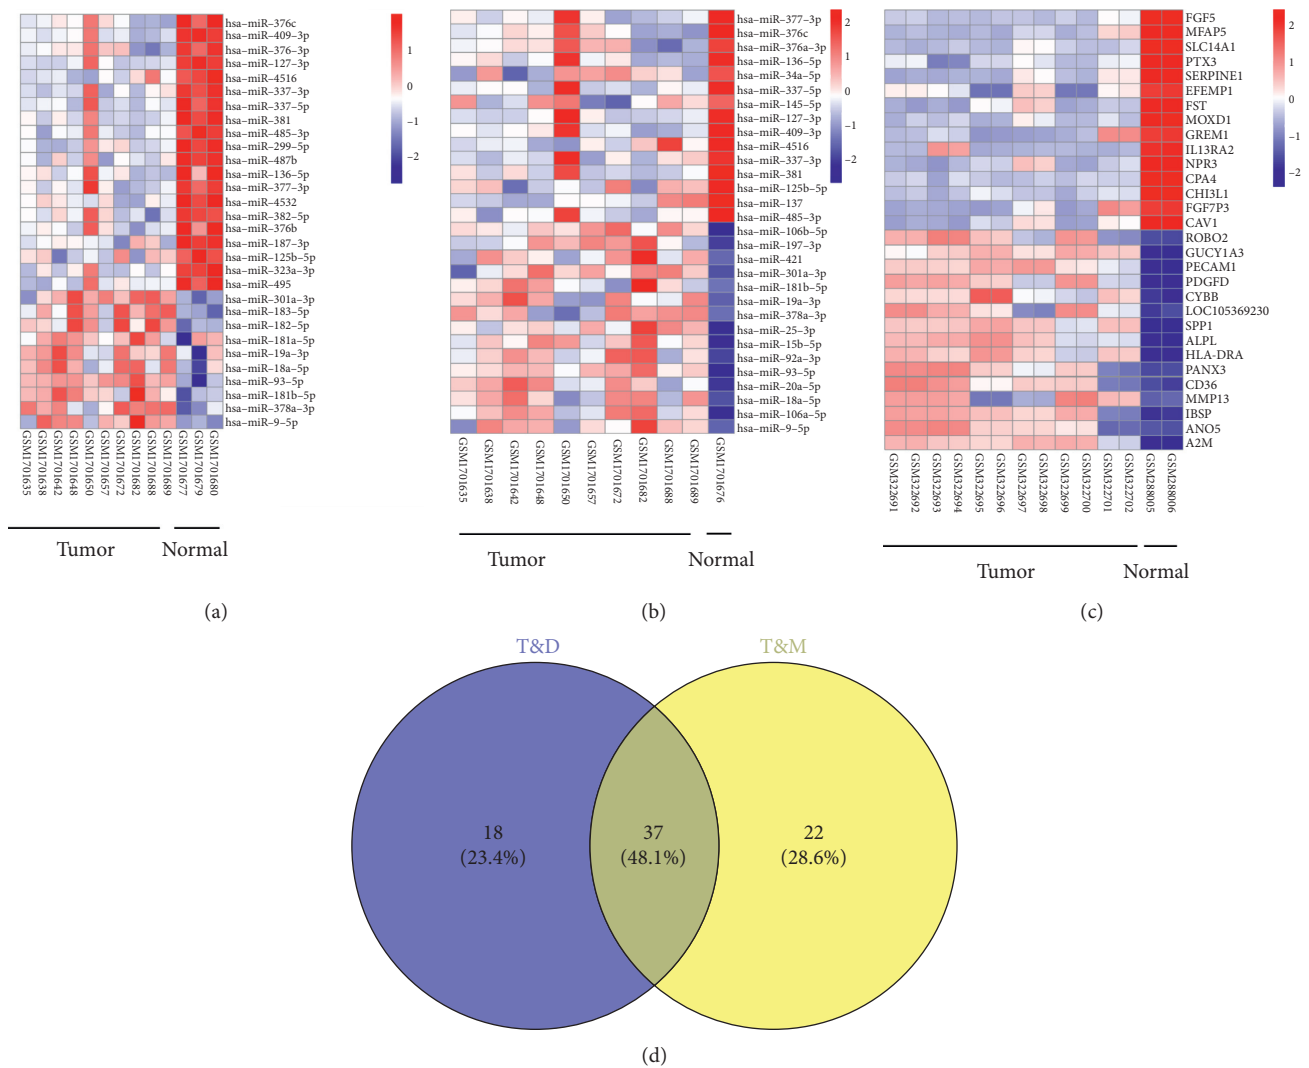 hsa−miR−376c
hsa−miR−409−3p
hsa−miR−376−3p
hsa−miR−127−3p
hsa−miR−4516
hsa−miR−337−3p
hsa−miR−337−5p
hsa−miR−381
hsa−miR−485−3p
hsa−miR−299−5p
hsa−miR−487b
hsa−miR−136−5p
hsa−miR−377−3p
hsa−miR−4532
hsa−miR−382−5p
hsa−miR−376b
hsa−miR−187−3p
hsa−miR−125b−5p
hsa−miR−323a−3p
hsa−miR−495
hsa−miR−301a−3p
hsa−miR−183−5p
hsa−miR−182−5p
hsa−miR−181a−5p
hsa−miR−19a−3p
hsa−miR−18a−5p
hsa−miR−93−5p
hsa−miR−181b−5p
hsa−miR−378a−3p
hsa−miR−9−5p
1
0
−1
−2
GSM1701635
GSM1701638
GSM1701642
GSM1701648
GSM1701650
GSM1701657
GSM1701672
GSM1701682
GSM1701688
GSM1701689
GSM1701677
GSM1701679
GSM1701680
Tumor
Normal
(a)
hsa−miR−377−3p
hsa−miR−376c
hsa−miR−376a−3p
hsa−miR−136−5p
hsa−miR−34a−5p
hsa−miR−337−5p
hsa−miR−145−5p
hsa−miR−127−3p
hsa−miR−409−3p
hsa−miR−4516
hsa−miR−337−3p
hsa−miR−381
hsa−miR−125b−5p
hsa−miR−137
hsa−miR−485−3p
hsa−miR−106b−5p
hsa−miR−197−3p
hsa−miR−421
hsa−miR−301a−3p
hsa−miR−181b−5p
hsa−miR−19a−3p
hsa−miR−378a−3p
hsa−miR−25−3p
hsa−miR−15b−5p
hsa−miR−92a−3p
hsa−miR−93−5p
hsa−miR−20a−5p
hsa−miR−18a−5p
hsa−miR−106a−5p
hsa−miR−9−5p
2
1
0
−1
−2
GSM1701635
GSM1701638
GSM1701642
GSM1701648
GSM1701650
GSM1701657
GSM1701672
GSM1701682
GSM1701688
GSM1701689
GSM1701676
Tumor
Normal
(b)
FGF5
MFAP5
SLC14A1
PTX3
SERPINE1
EFEMP1
FST
MOXD1
GREM1
IL13RA2
NPR3
CPA4
CHI3L1
FGF7P3
CAV1
ROBO2
GUCY1A3
PECAM1
PDGFD
CYBB
LOC105369230
SPP1
ALPL
HLA-DRA
PANX3
CD36
MMP13
IBSP
ANO5
A2M
2
1
0
−1
−2
GSM322691
GSM322692
GSM322693
GSM322694
GSM322695
GSM322696
GSM322697
GSM322698
GSM322699
GSM322700
GSM322701
GSM322702
GSM288005
GSM288006
Tumor
Normal
(c)
T&D
T&M
18
(23.4%)
37
(48.1%)
22
(28.6%)
(d)